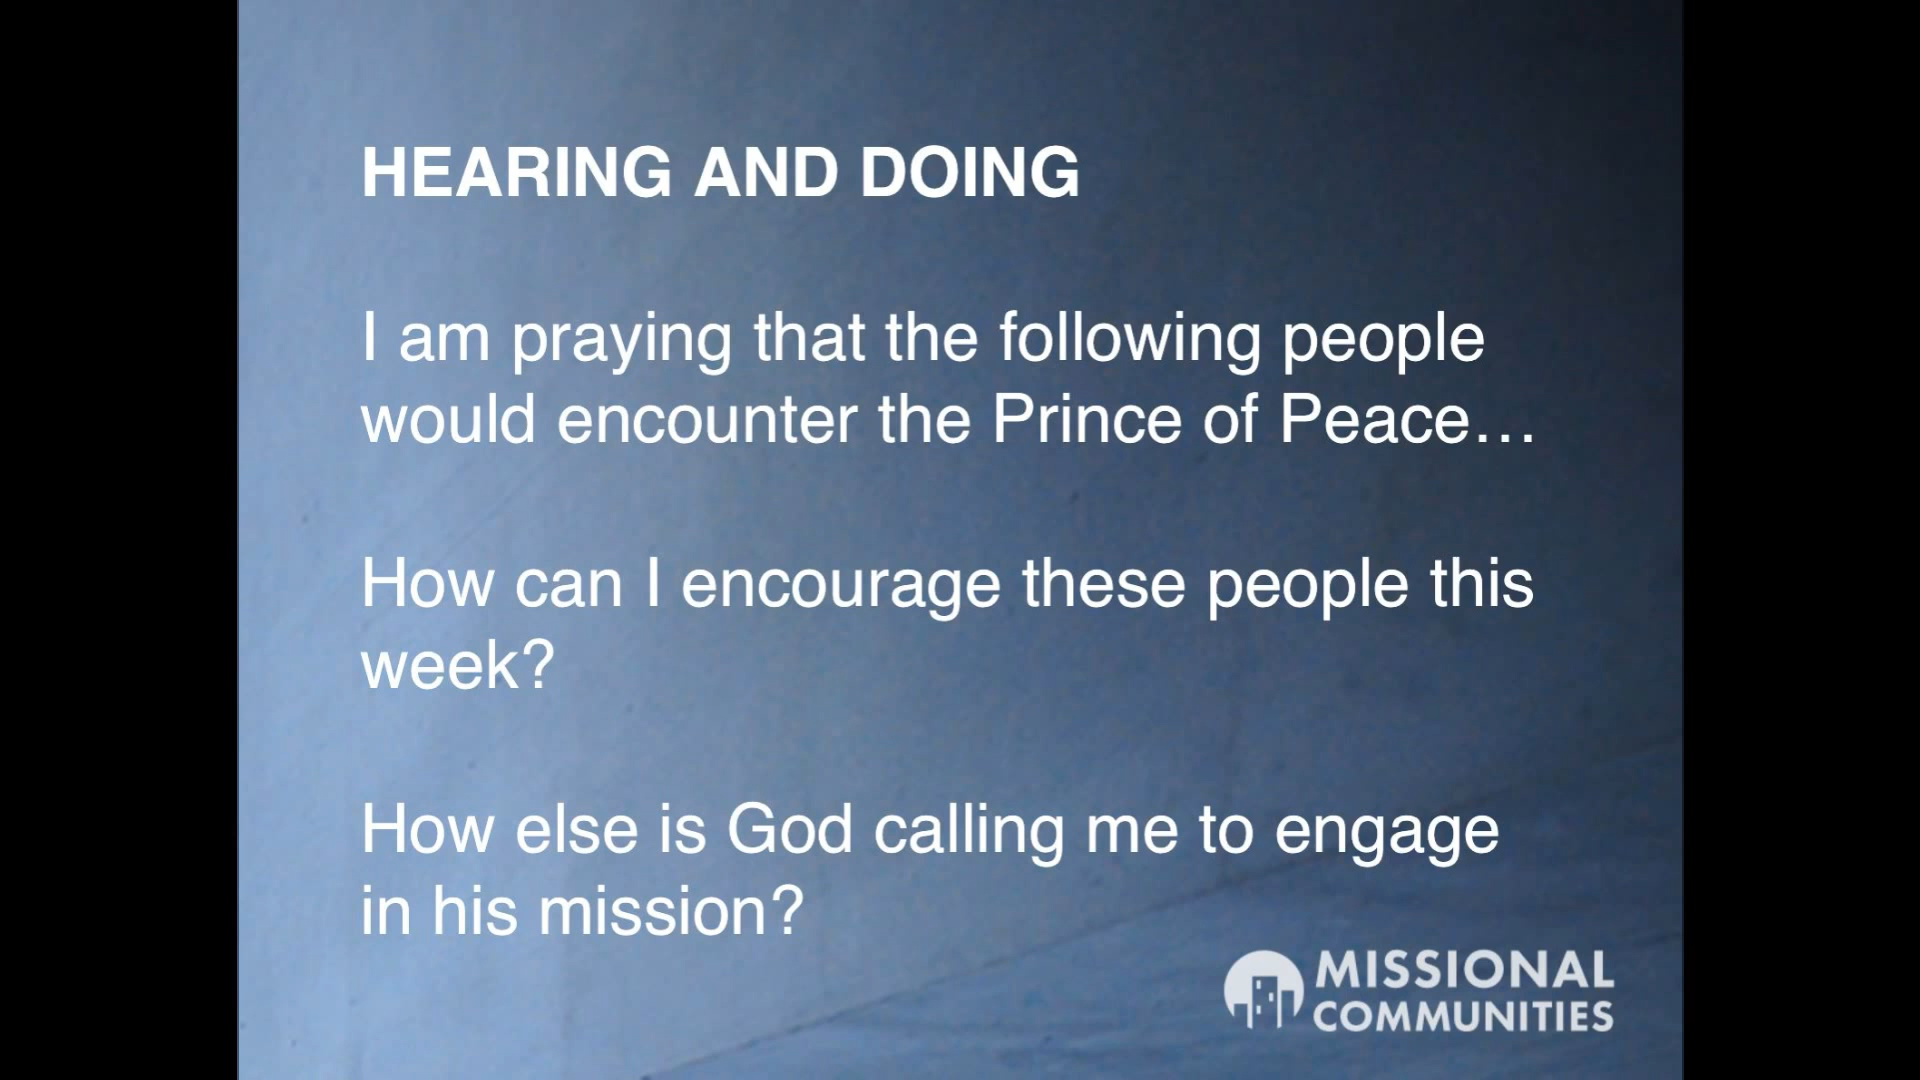 HEARING AND DOING
I am praying that the following people
would encounter the Prince of Peace…
How can I encourage these people this
week?
How else is God calling me to engage
in his mission?
MISSIONAL
COMMUNITIES